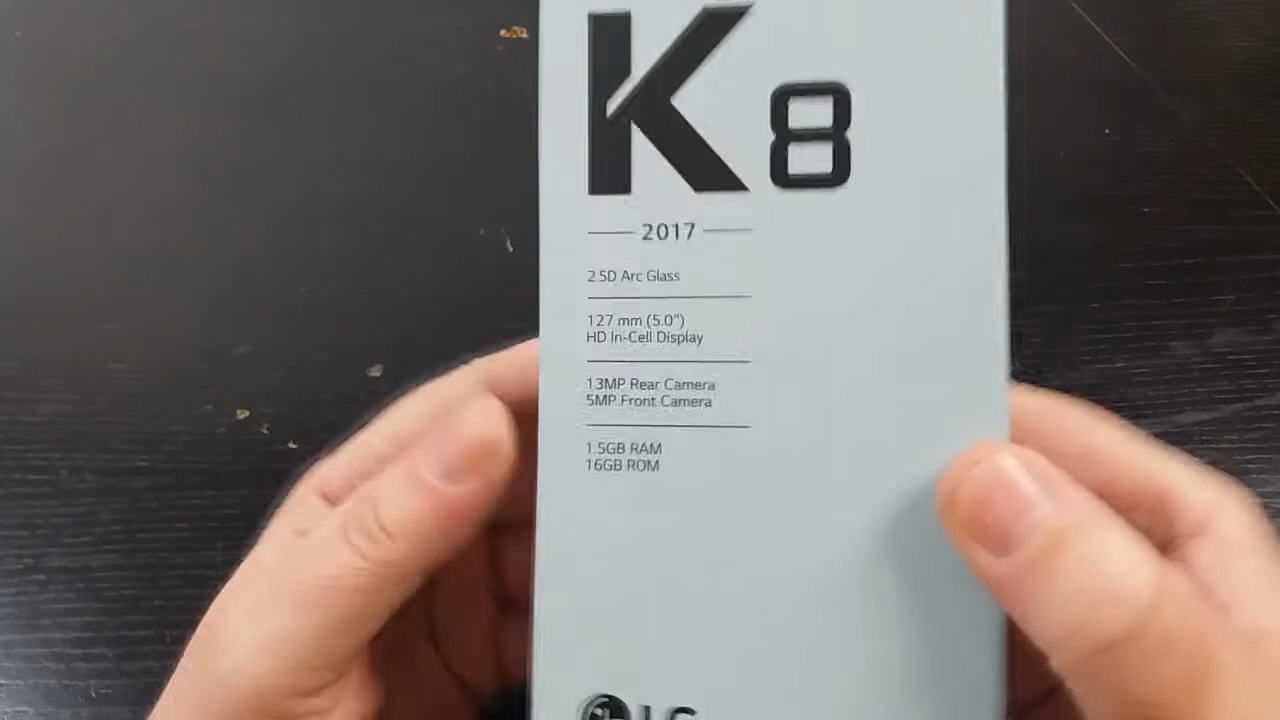 K8
2017
2.5D Arc Glass
127 mm (5.0")
HD In-Cell Display
13MP Rear Camera
5MP Front Camera
1.5GB RAM
16GB ROM
LG